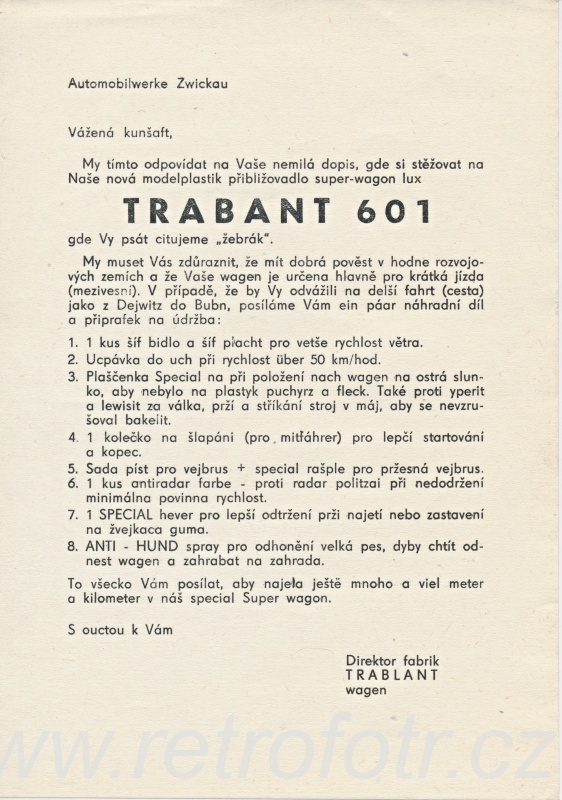 Automobilwerke Zwickau
Vážená kunšaft,
My tímto odpovídat na Vaše nemilá dopis, gde si stěžovat na
Naše nová modelplastik přibližovadlo super-wagon lux
TRABANT 601
gde Vy psát citujeme „žebrák".
My muset Vás zdůraznit, že mít dobrá pověst v hodne rozvojo-
vých zemích a že Vaše wagen je určena hlavně pro krátká jízda
(mezivesní). V případě, že by Vy odvážili na delší fahrt (cesta)
jako z Dejwitz do Bubn, posíláme Vám ein páar náhradní díl
a připrafek na údržba:
1. 1 kus šíf bidlo a šíf placht pro vetše rychlost větra.
2. Ucpávka do uch při rychlost über 50 km/hod.
3. Plaščenka Special na při položení nach wagen na ostrá slun-
ko, aby nebylo na plastyk puchyrz a fleck. Také proti yperit
a lewisit za válka, prží a stříkání stroj v máj, aby se nevzru-
šoval bakelit.
4. 1 kolečko na šlapáni (pro mitfáhrer) pro lepčí startování
a kopec.
5. Sada píst pro vejbrus + special rašple pro pržesná vejbrus.
6. 1 kus antiradar farbe - proti radar politzai při nedodržení
minimálna povinna rychlost.
7. 1 SPECIAL hever pro lepší odtržení prži najetí nebo zastavení
na žvejkaca guma.
8. ANTI - HUND spray pro odhonění velká pes, dyby chtít od-
nest wagen a zahrabat na zahrada.
To všecko Vám posílat, aby najela ještě mnoho a viel meter
a kilometer v náš special Super wagon.
S ouctou k Vám
Direktor fabrik
TRABLANT
wagen
www.retrofotr.cz